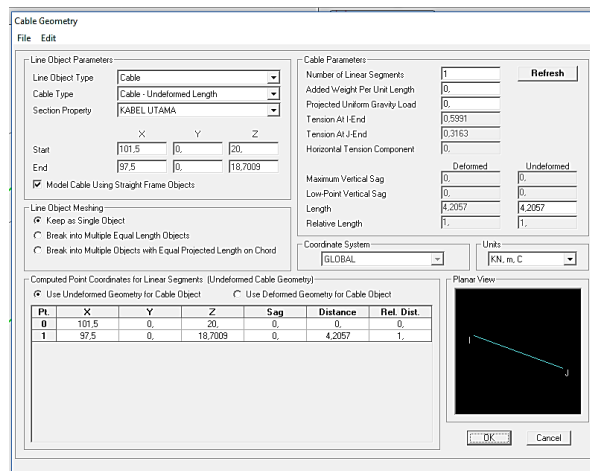 Cable Geometry
File Edit
Line Object Parameters
Line Object Type Cable
Cable Type Cable - Undeformed Length
Section Property KABEL UTAMA
X Y Z
Start 101,5 0, 20,
End 97,5 0, 18,7009
Model Cable Using Straight Frame Objects
Line Object Meshing
Keep as Single Object
Break into Multiple Equal Length Objects
Break into Multiple Objects with Equal Projected Length on Chord
Cable Parameters
Number of Linear Segments 1 Refresh
Added Weight Per Unit Length 0,
Projected Uniform Gravity Load 0,
Tension At I-End 0,5991
Tension At J-End 0,3163
Horizontal Tension Component 0,
Deformed Undeformed
Maximum Vertical Sag 0, 0,
Low-Point Vertical Sag 0, 0,
Length 4,2057 4,2057
Relative Length 1, 1,
Coordinate System
GLOBAL
Units
KN, m, C
Computed Point Coordinates for Linear Segments (Undeformed Cable Geometry)
Use Undeformed Geometry for Cable Object Use Deformed Geometry for Cable Object
Pt. X Y Z Sag Distance Rel. Dist.
0 101,5 0, 20, 0, 0, 0,
1 97,5 0, 18,7009 0, 4,2057 1,
Planar View
I
J
OK Cancel